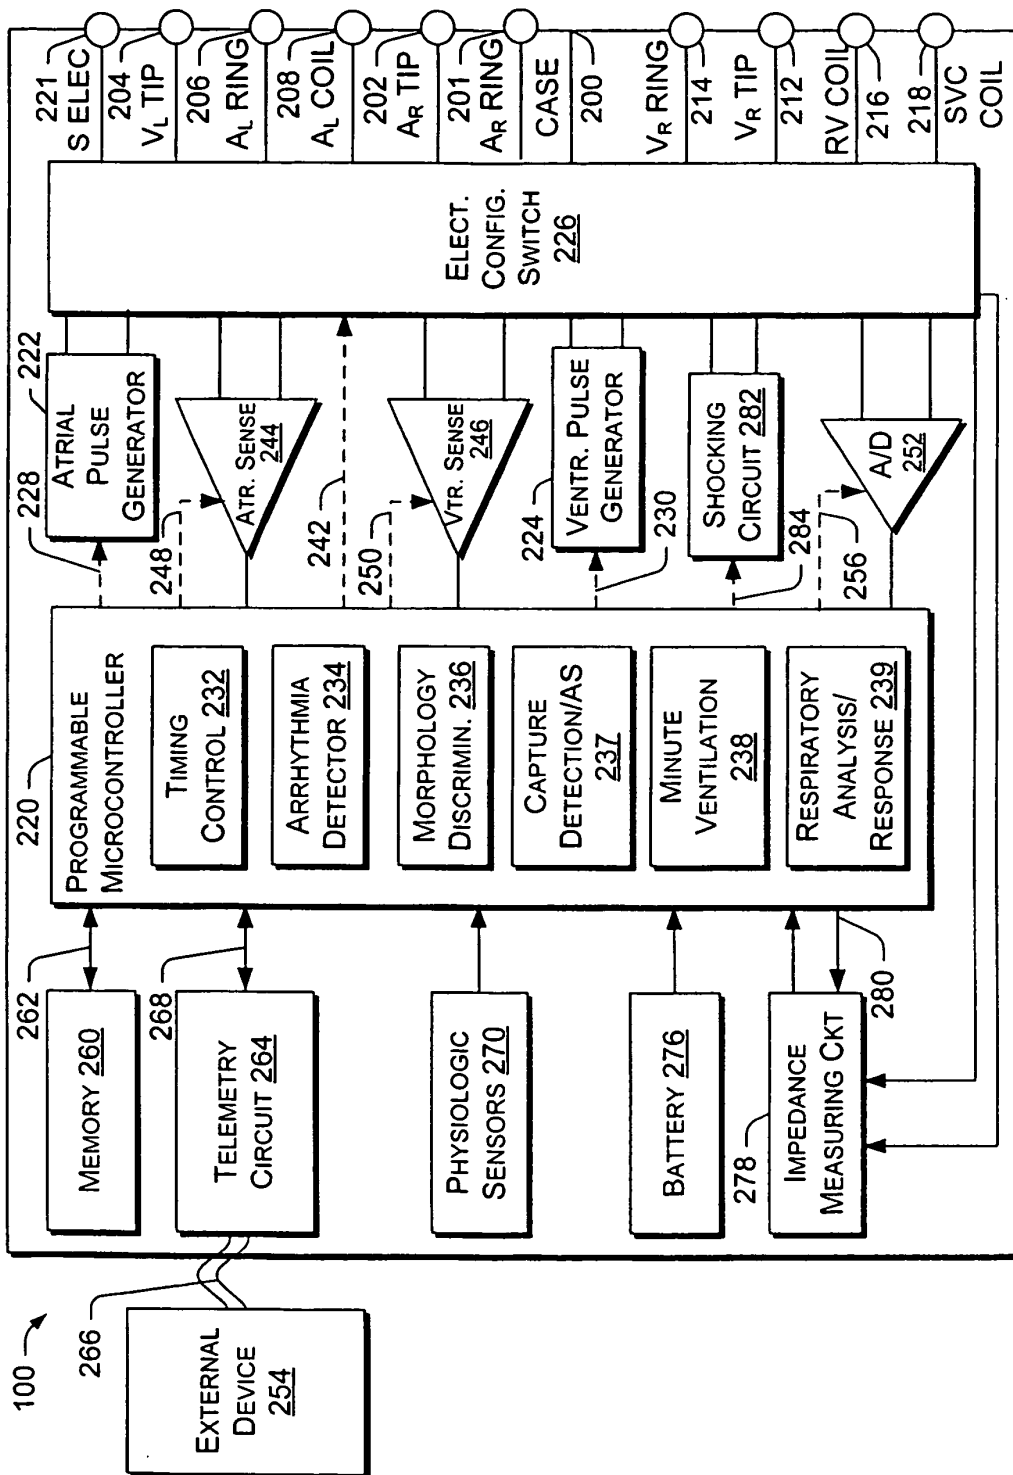 100
221
S ELEC
204
VL TIP
206
AL RING
208
AL COIL
202
AR TIP
201
AR RING
CASE
200
VR RING
214
VR TIP
212
RV COIL
216
218
SVC
COIL
ELECT.
CONFIG.
SWITCH
226
222
ATRIAL
PULSE
GENERATOR
228
ATR. SENSE
244
248
242
VTR. SENSE
246
250
VENTR. PULSE
GENERATOR
224
230
SHOCKING
CIRCUIT 282
284
A/D
252
256
220
PROGRAMMABLE
MICROCONTROLLER
TIMING
CONTROL 232
ARRHYTHMIA
DETECTOR 234
MORPHOLOGY
DISCRIMIN. 236
CAPTURE
DETECTION/AS
237
MINUTE
VENTILATION
238
RESPIRATORY
ANALYSIS/
RESPONSE 239
262
268
280
MEMORY 260
TELEMETRY
CIRCUIT 264
PHYSIOLOGIC
SENSORS 270
BATTERY 276
278
IMPEDANCE
MEASURING CKT
266
EXTERNAL
DEVICE
254